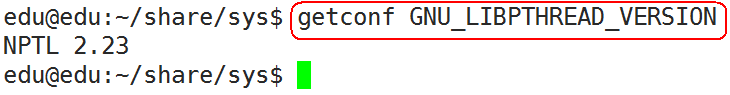 edu@edu:~/share/sys$ getconf GNU_LIBPTHREAD_VERSION
NPTL 2.23
edu@edu:~/share/sys$